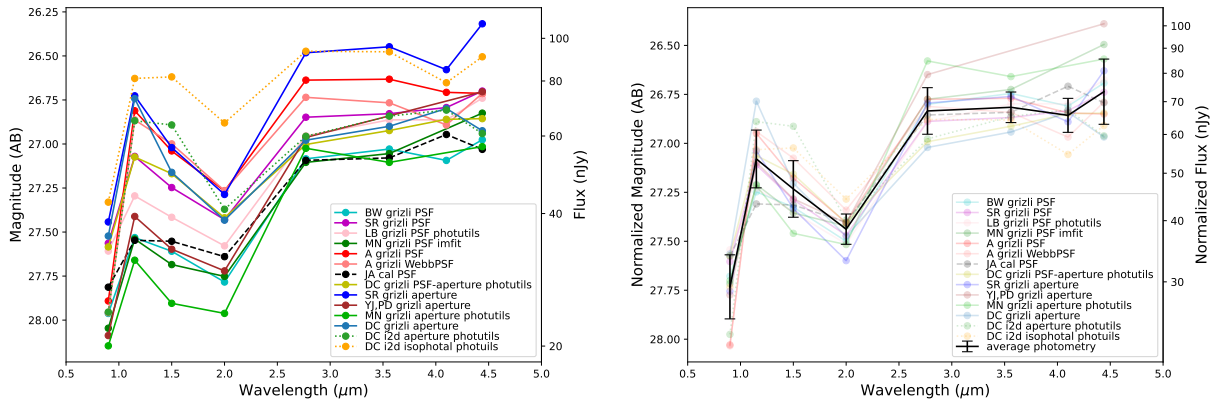 26.25
26.50
26.75
27.00
27.25
27.50
27.75
28.00
Magnitude (AB)
100
80
60
40
20
Flux (nJy)
BW grizli PSF
SR grizli PSF
LB grizli PSF photutils
MN grizli PSF imfit
A grizli PSF
A grizli WebbPSF
JA cal PSF
DC grizli PSF-aperture photutils
SR grizli aperture
YJ,PD grizli aperture
MN grizli aperture photutils
DC grizli aperture
DC i2d aperture photutils
DC i2d isophotal photuils
0.5 1.0 1.5 2.0 2.5 3.0 3.5 4.0 4.5 5.0
Wavelength (μm)
26.50
26.75
27.00
27.25
27.50
27.75
28.00
Normalized Magnitude (AB)
100
90
80
70
60
50
40
30
Normalized Flux (nJy)
BW grizli PSF
SR grizli PSF
LB grizli PSF photutils
MN grizli PSF imfit
A grizli PSF
A grizli WebbPSF
JA cal PSF
DC grizli PSF-aperture photutils
SR grizli aperture
YJ,PD grizli aperture
MN grizli aperture photutils
DC grizli aperture
DC i2d aperture photutils
DC i2d isophotal photuils
average photometry
0.5 1.0 1.5 2.0 2.5 3.0 3.5 4.0 4.5 5.0
Wavelength (μm)